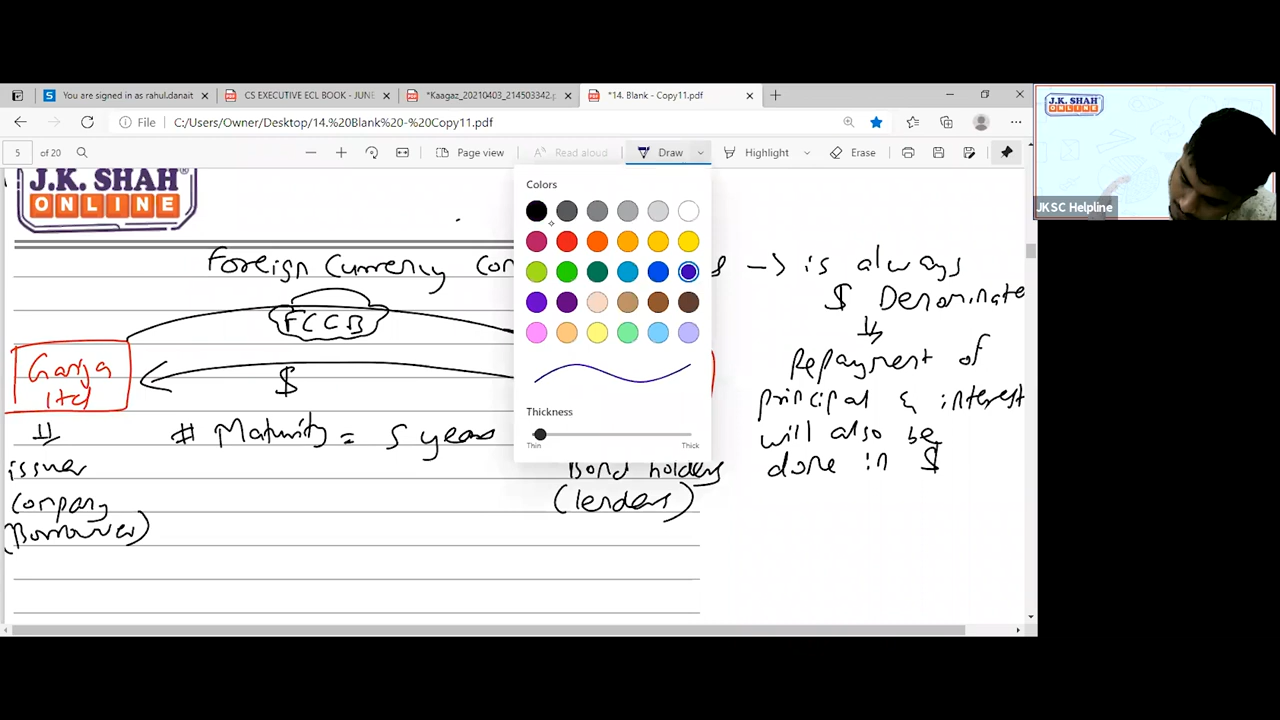 You are signed in as rahul.danait
CS EXECUTIVE ECL BOOK - JUNE
*Kaagaz_20210403_214503342.p
*14. Blank - Copy11.pdf
File
C:/Users/Owner/Desktop/14.%20Blank%20-%20Copy11.pdf
5 of 20
Page view
Read aloud
Draw
Highlight
Erase
J.K. SHAH
ONLINE
Colors
Thickness
Thin
Thick
Foreign Currency Con
FCCB
Ganga
ltd
$
# Maturity = 5 years
issuer
company
(Borrower)
Bond holders
(lenders)
s -> is always
$ Denominate
Repayment of
principal & interest
will also be
done in $
J.K. SHAH
ONLINE
JKSC Helpline